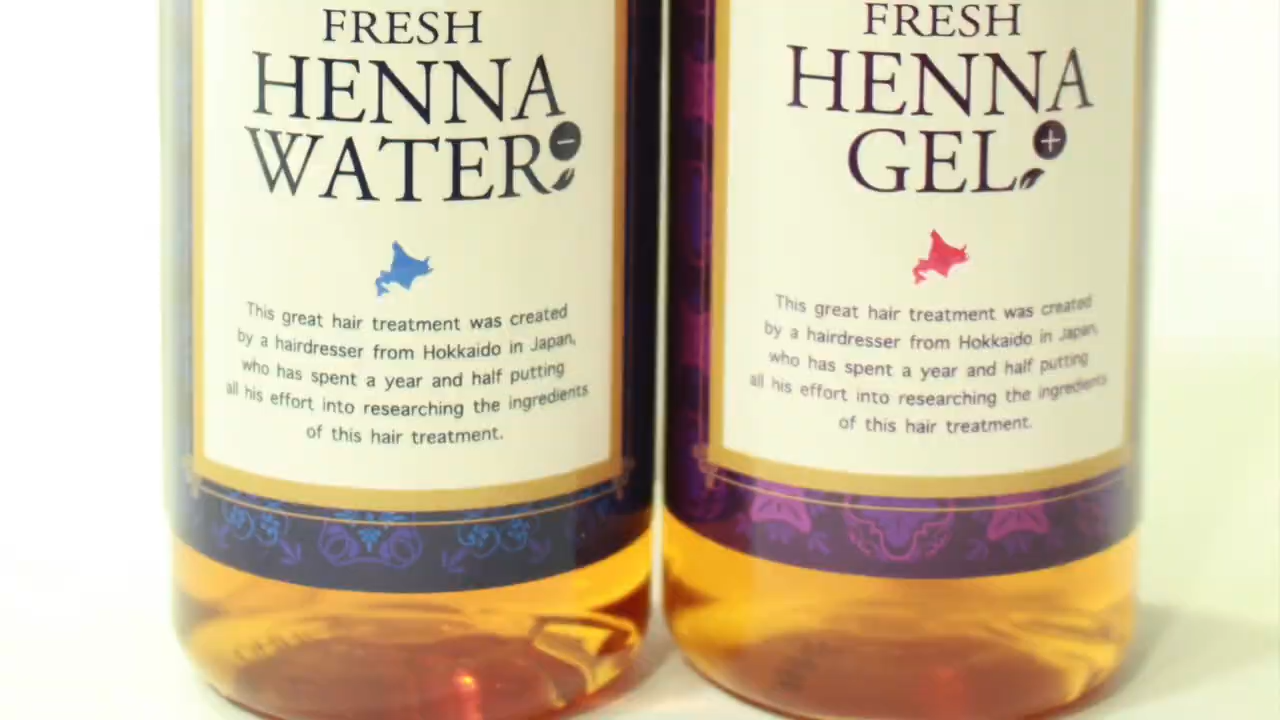 FRESH
HENNA
WATER
This great hair treatment was created
by a hairdresser from Hokkaido in Japan,
who has spent a year and half putting
all his effort into researching the ingredients
of this hair treatment.
FRESH
HENNA
GEL
This great hair treatment was created
by a hairdresser from Hokkaido in Japan,
who has spent a year and half putting
all his effort into researching the ingredients
of this hair treatment.